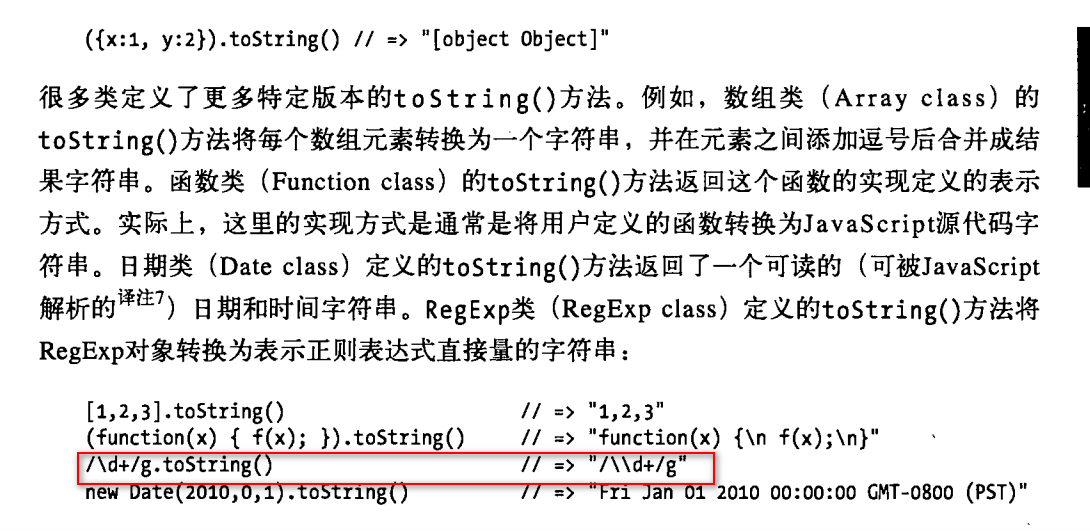 ({x:1, y:2}).toString() // => "[object Object]"
很多类定义了更多特定版本的toString()方法。例如，数组类（Array class）的
toString()方法将每个数组元素转换为一个字符串，并在元素之间添加逗号后合并成结
果字符串。函数类（Function class）的toString()方法返回这个函数的实现定义的表示
方式。实际上，这里的实现方式是通常是将用户定义的函数转换为JavaScript源代码字
符串。日期类（Date class）定义的toString()方法返回了一个可读的（可被JavaScript
解析的译注7）日期和时间字符串。RegExp类（RegExp class）定义的toString()方法将
RegExp对象转换为表示正则表达式直接量的字符串：
[1,2,3].toString() // => "1,2,3"
(function(x) { f(x); }).toString() // => "function(x) {\n f(x);\n}"
/\d+/g.toString() // => "/\\d+/g"
new Date(2010,0,1).toString() // => "Fri Jan 01 2010 00:00:00 GMT-0800 (PST)"